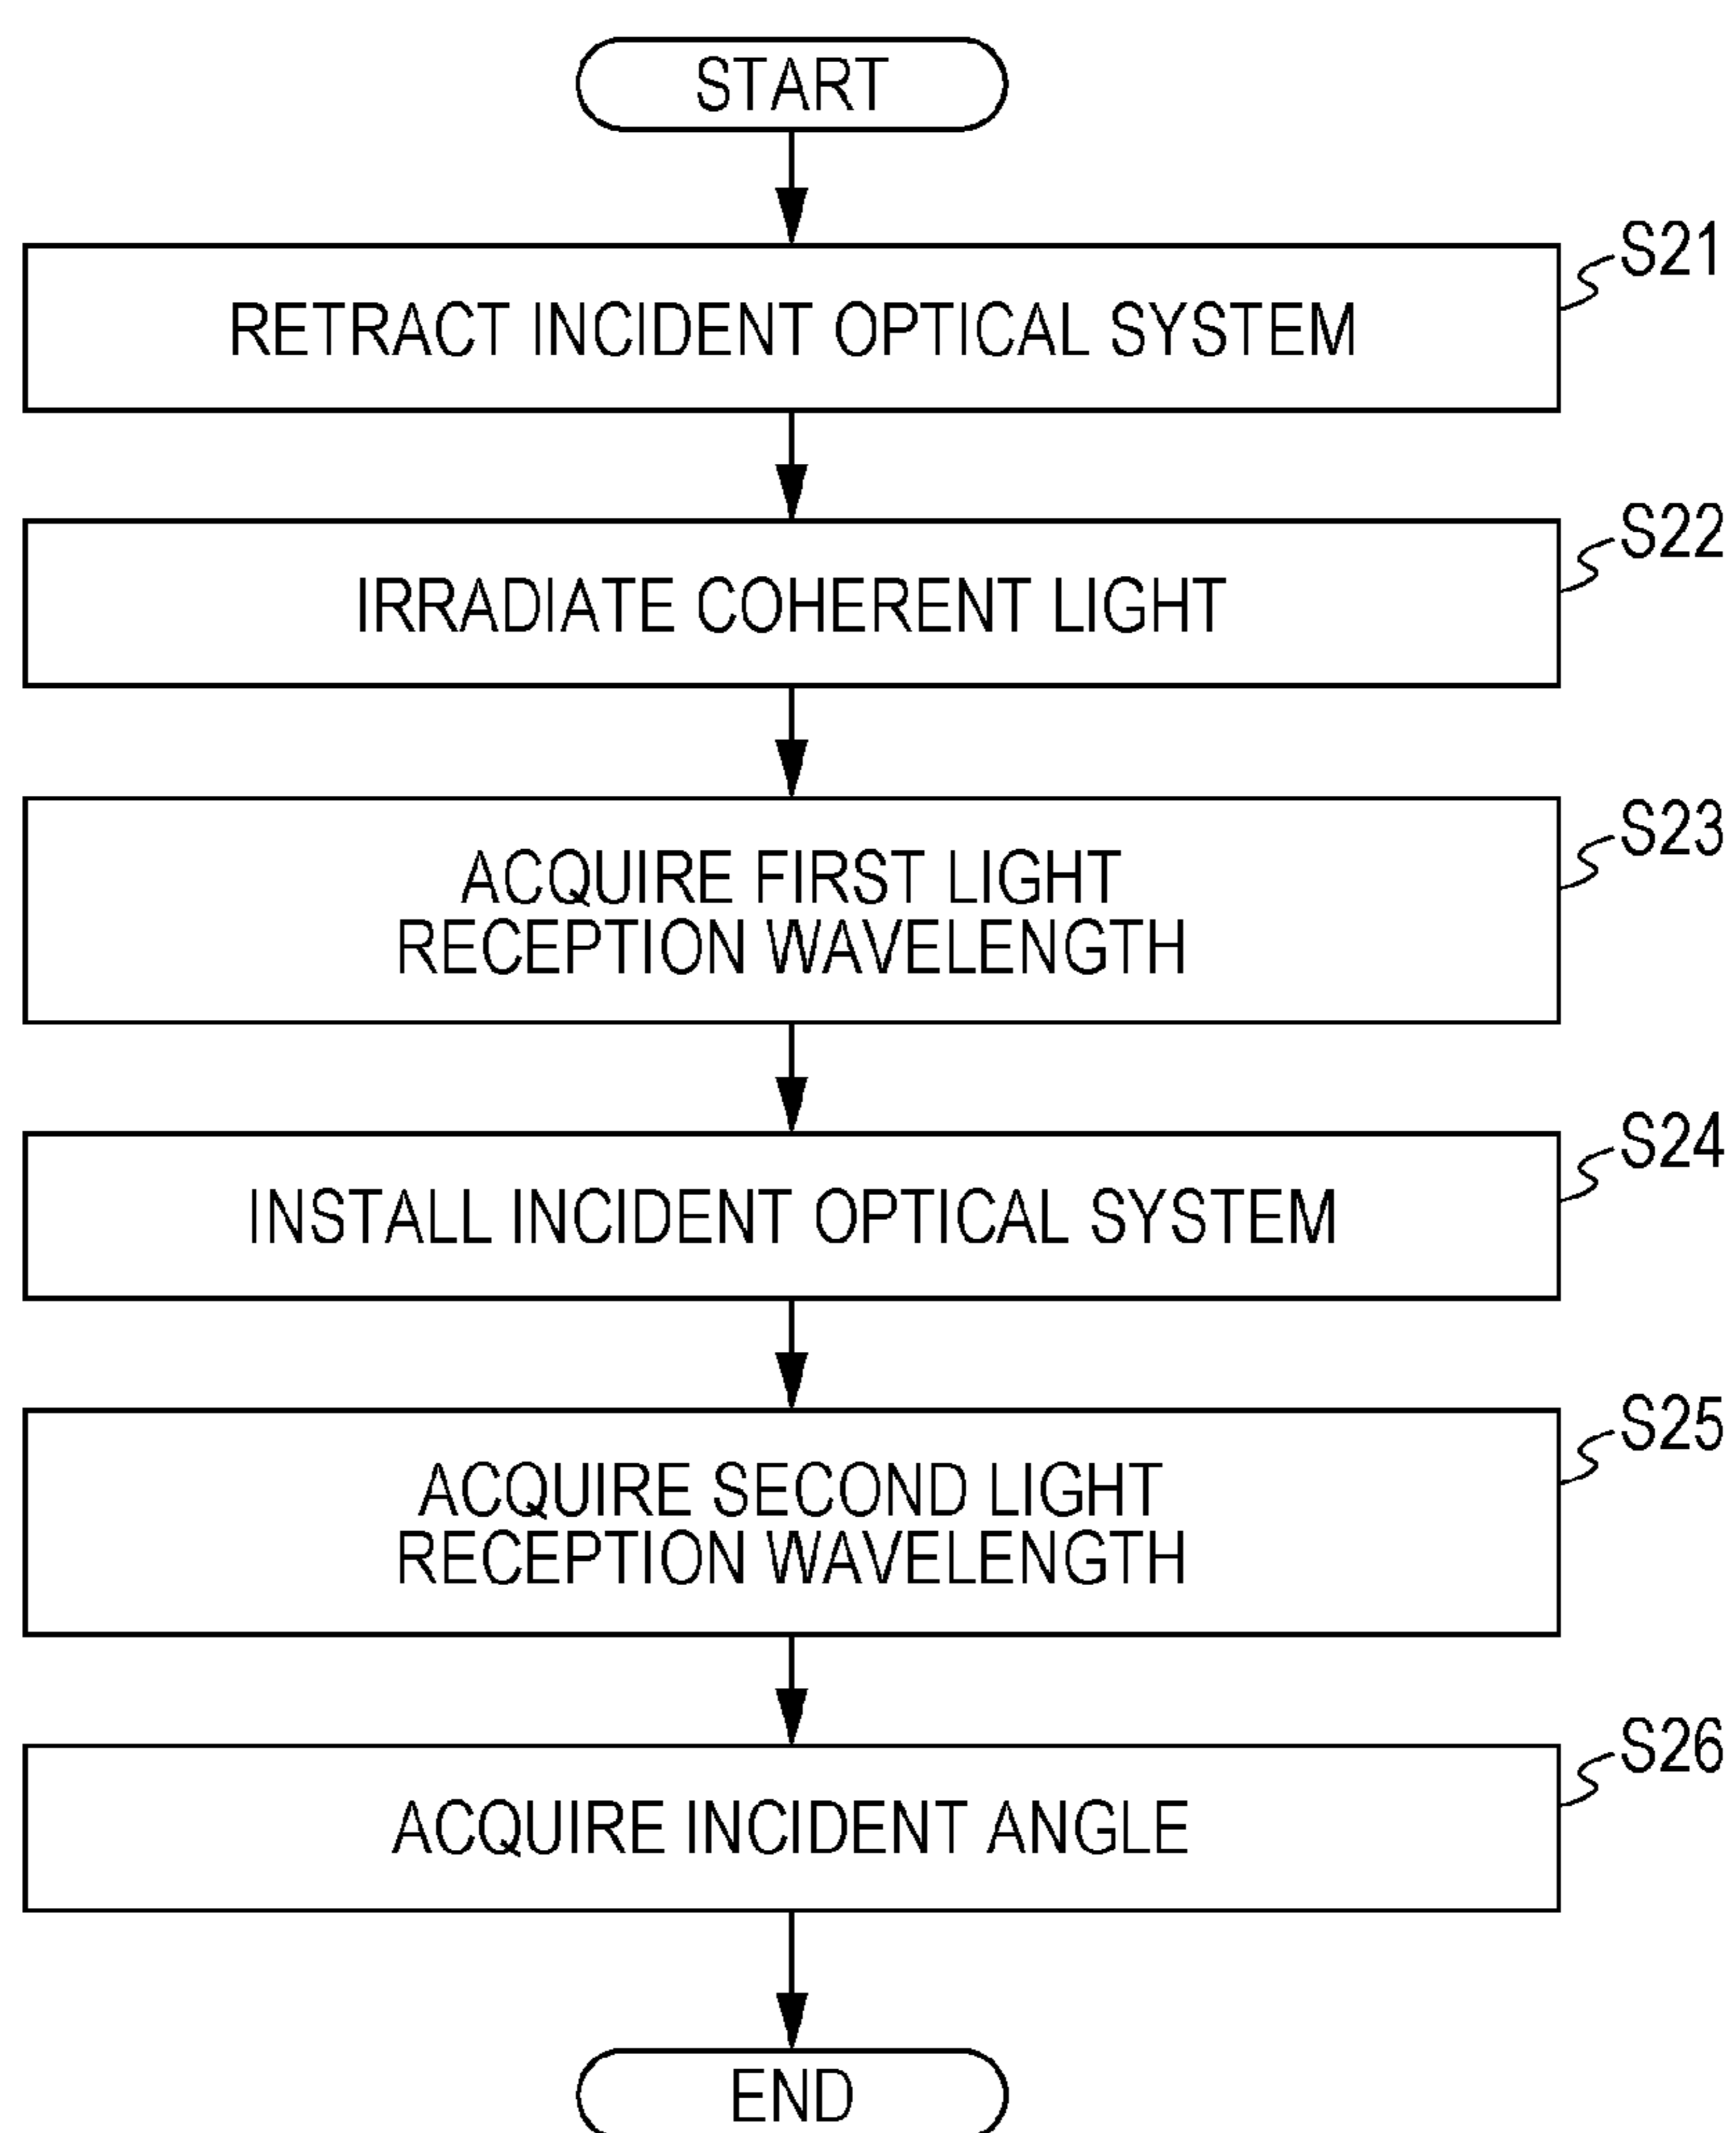 START
S21
RETRACT INCIDENT OPTICAL SYSTEM
S22
IRRADIATE COHERENT LIGHT
S23
ACQUIRE FIRST LIGHT
RECEPTION WAVELENGTH
S24
INSTALL INCIDENT OPTICAL SYSTEM
S25
ACQUIRE SECOND LIGHT
RECEPTION WAVELENGTH
S26
ACQUIRE INCIDENT ANGLE
END